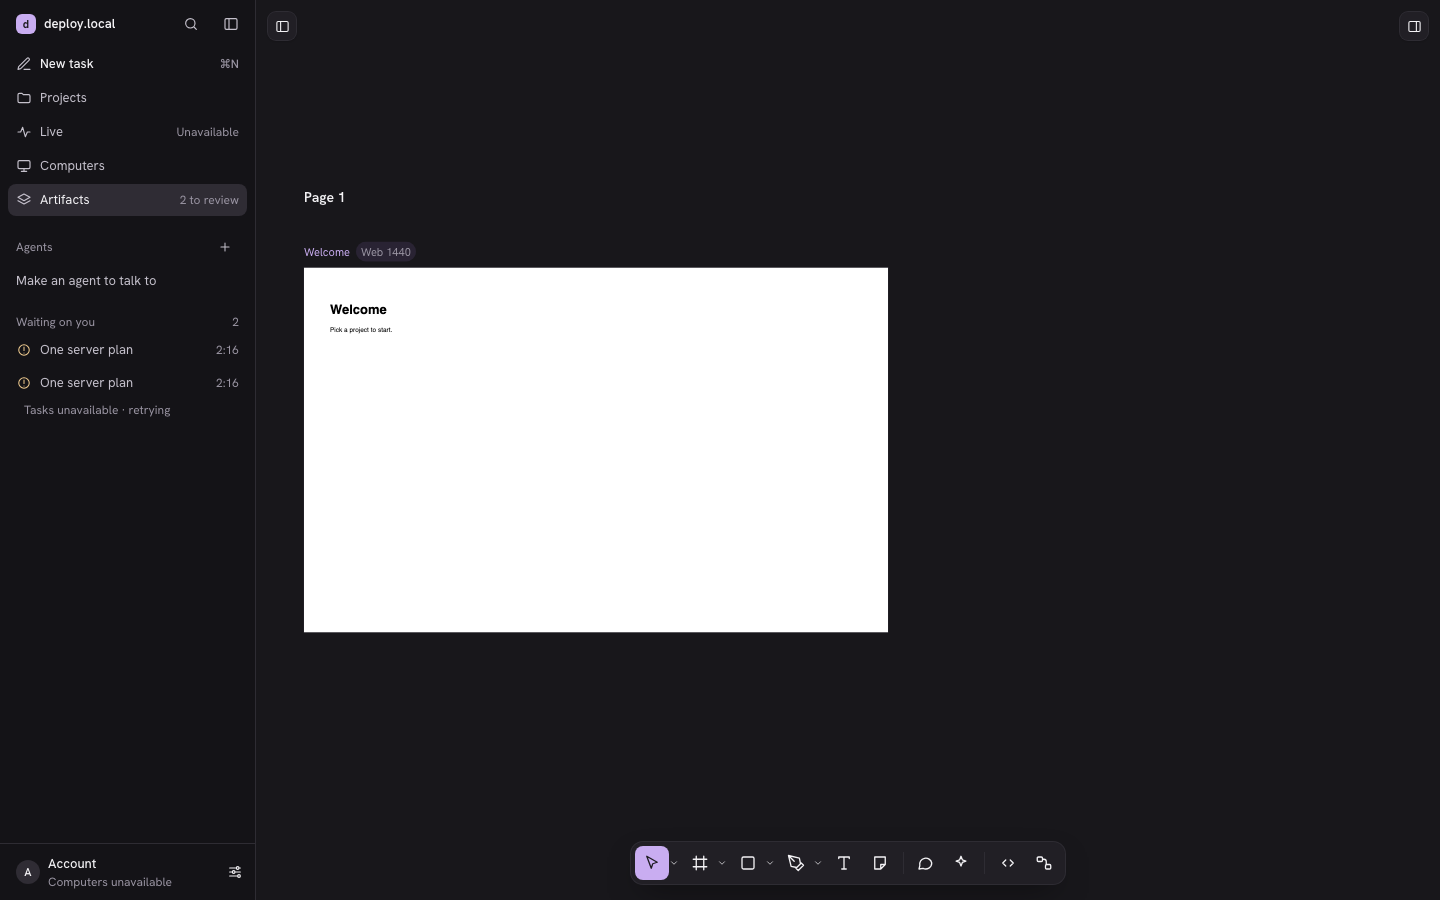 d deploy.local
New task ⌘N
Projects
Live Unavailable
Computers
Artifacts 2 to review
Agents
Make an agent to talk to
Waiting on you 2
One server plan 2:16
One server plan 2:16
Tasks unavailable · retrying
A Account
Computers unavailable
Page 1
Welcome Web 1440
Welcome
Pick a project to start.